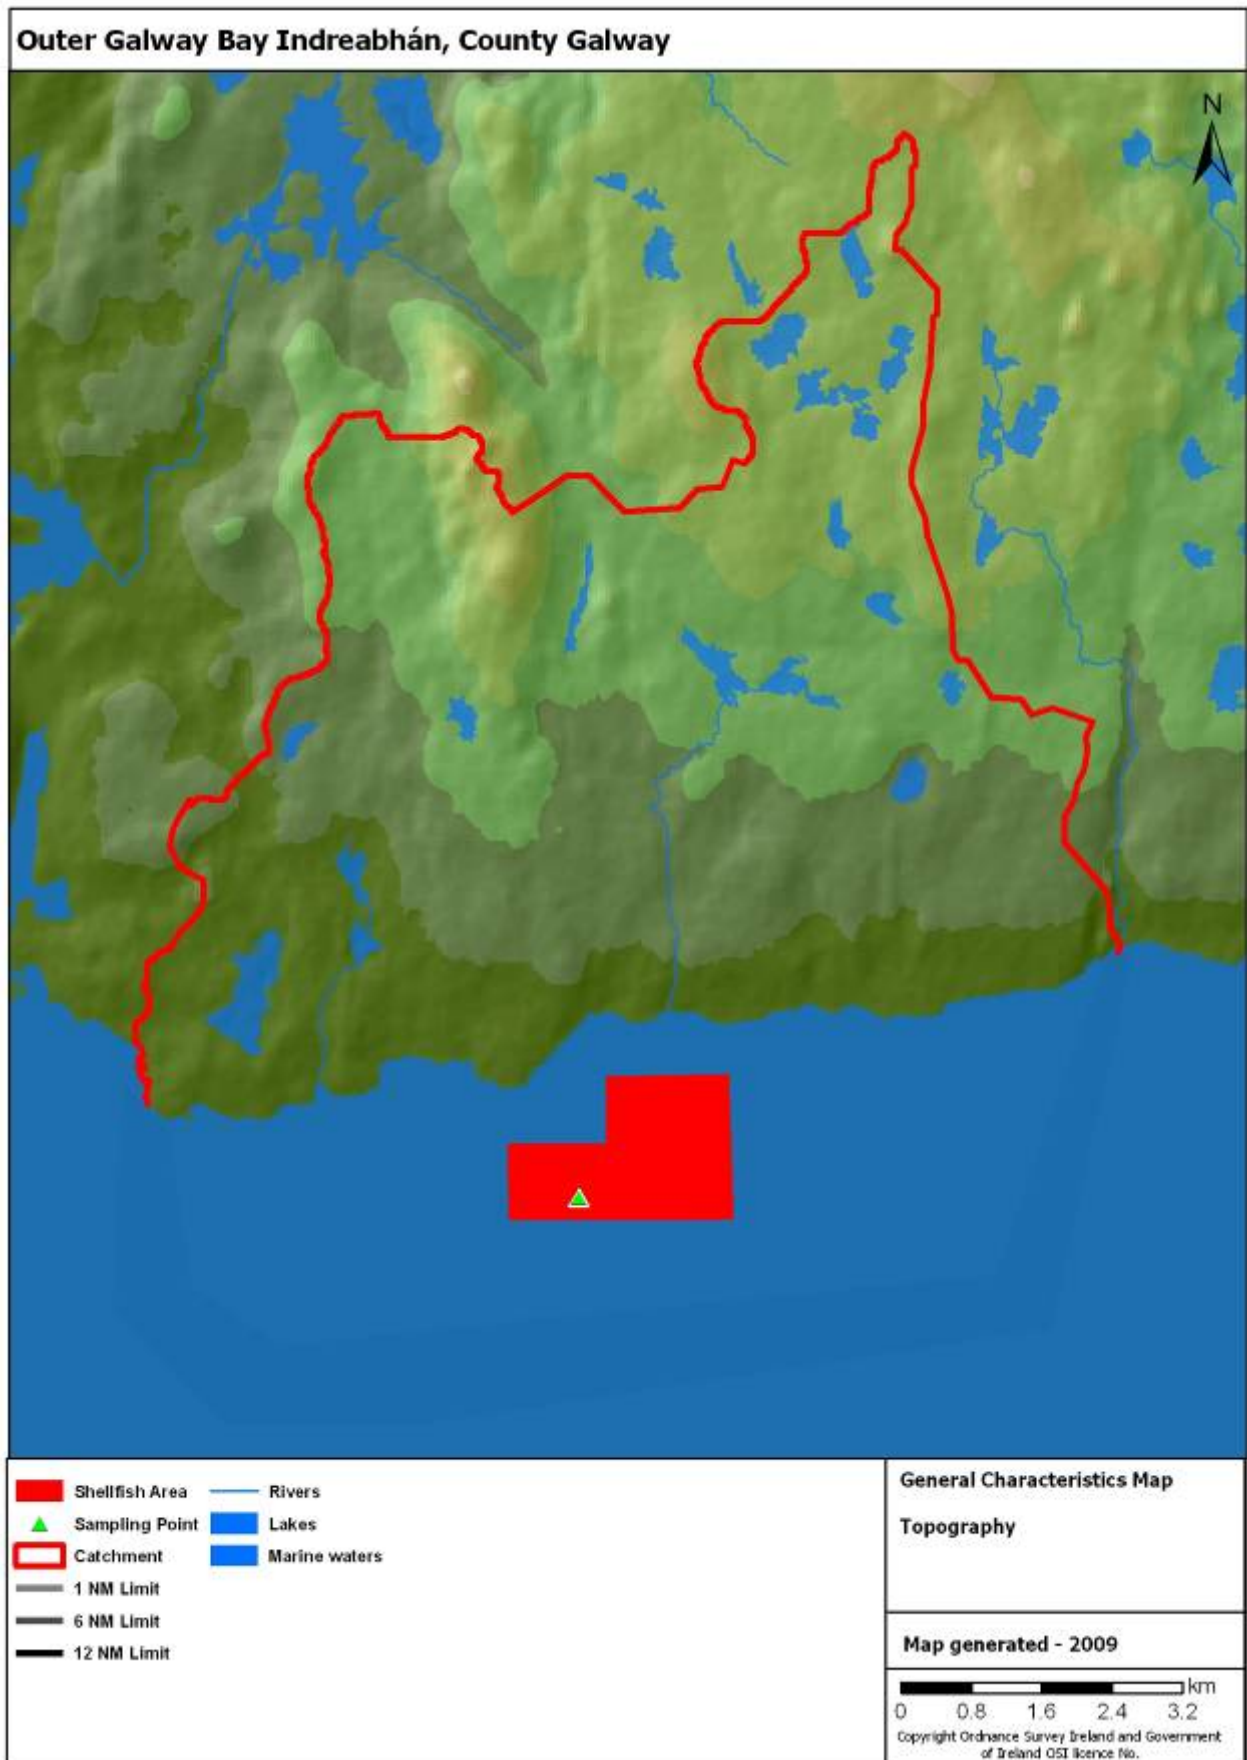 Outer Galway Bay Indreabhán, County Galway
N
Shellfish Area
Rivers
Sampling Point
Lakes
Catchment
Marine waters
1 NM Limit
6 NM Limit
12 NM Limit
General Characteristics Map
Topography
Map generated - 2009
km
0 0.8 1.6 2.4 3.2
Copyright Ordnance Survey Ireland and Government
of Ireland OSI licence No.